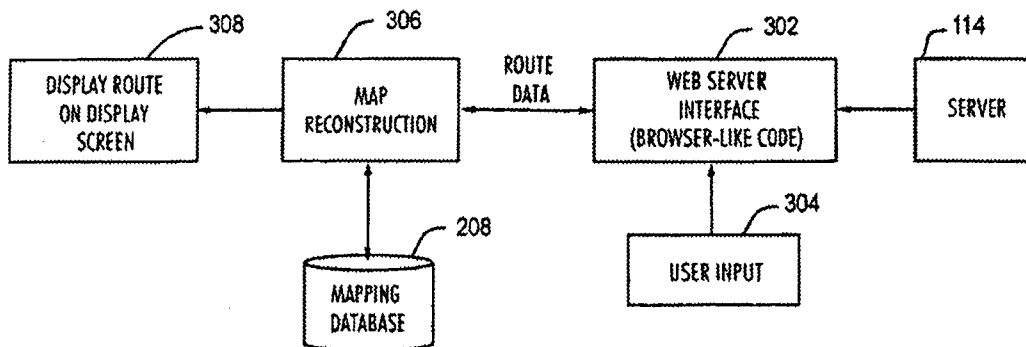 308
306
302
114
DISPLAY ROUTE
ON DISPLAY
SCREEN
MAP
RECONSTRUCTION
ROUTE
DATA
WEB SERVER
INTERFACE
(BROWSER-LIKE CODE)
SERVER
208
MAPPING
DATABASE
304
USER INPUT